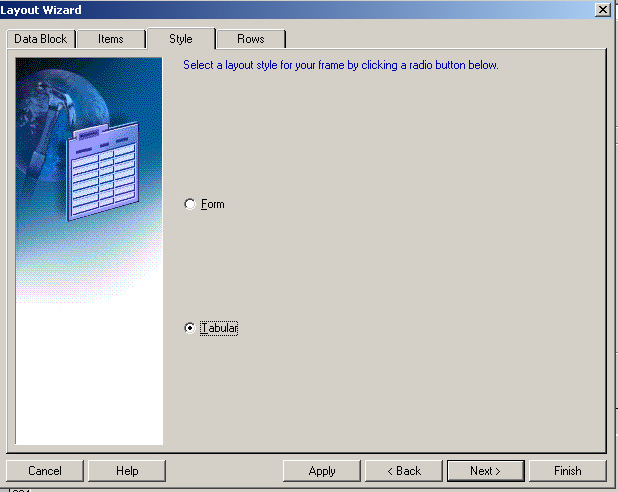 Layout Wizard
Data Block Items Style Rows
Select a layout style for your frame by clicking a radio button below.
Form
Tabular
Cancel Help Apply < Back Next > Finish